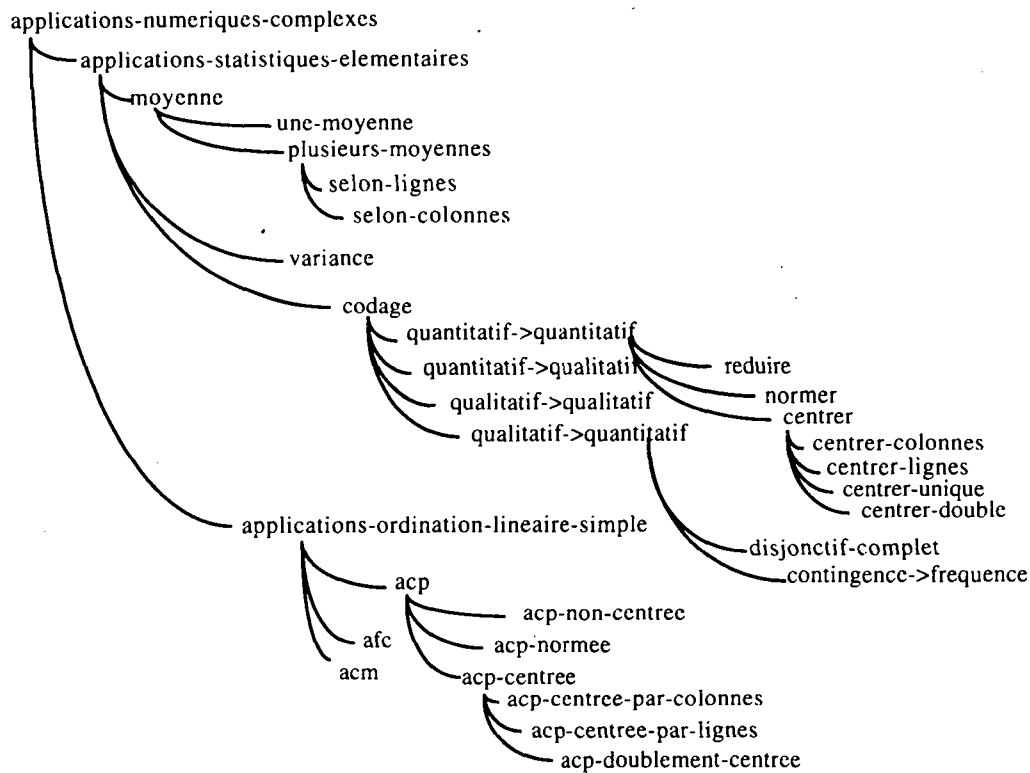 applications-numeriques-complexes
applications-statistiques-elementaires
moyenne
une-moyenne
plusieurs-moyennes
selon-lignes
selon-colonnes
variance
codage
quantitatif->quantitatif
quantitatif->qualitatif
reduire
normer
qualitatif->qualitatif
centrer
qualitatif->quantitatif
centrer-colonnes
centrer-lignes
centrer-unique
centrer-double
applications-ordination-lineaire-simple
disjonctif-complet
contingence->frequence
acp
acp-non-centree
afc
acp-normee
acm
acp-centree
acp-centree-par-colonnes
acp-centree-par-lignes
acp-doublement-centree